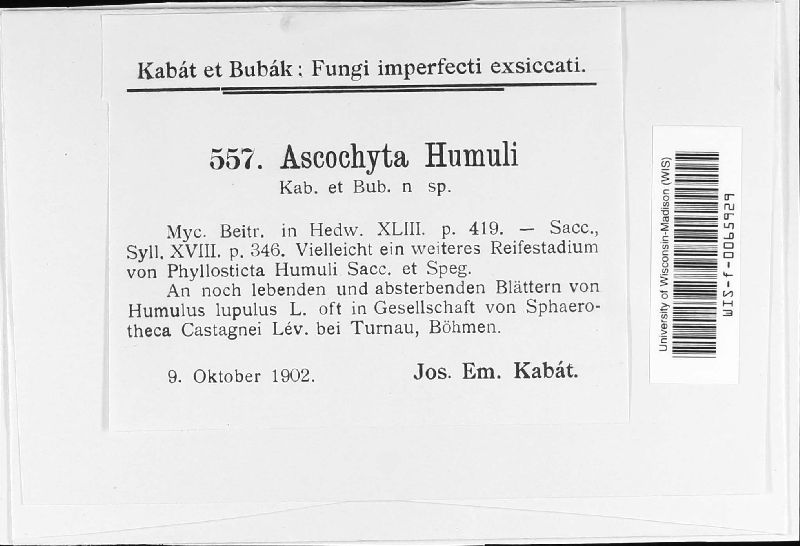 Kabát et Bubák: Fungi imperfecti exsiccati.
557. Ascochyta Humuli
Kab. et Bub. n sp.
Myc. Beitr. in Hedw. XLIII. p. 419. — Sacc.,
Syll. XVIII. p. 346. Vielleicht ein weiteres Reifestadium
von Phyllosticta Humuli Sacc. et Speg.
An noch lebenden und absterbenden Blättern von
Humulus lupulus L. oft in Gesellschaft von Sphaero-
theca Castagnei Lév. bei Turnau, Böhmen.
9. Oktober 1902.
Jos. Em. Kabát.
University of Wisconsin-Madison (WIS)
WIS-f-0065929